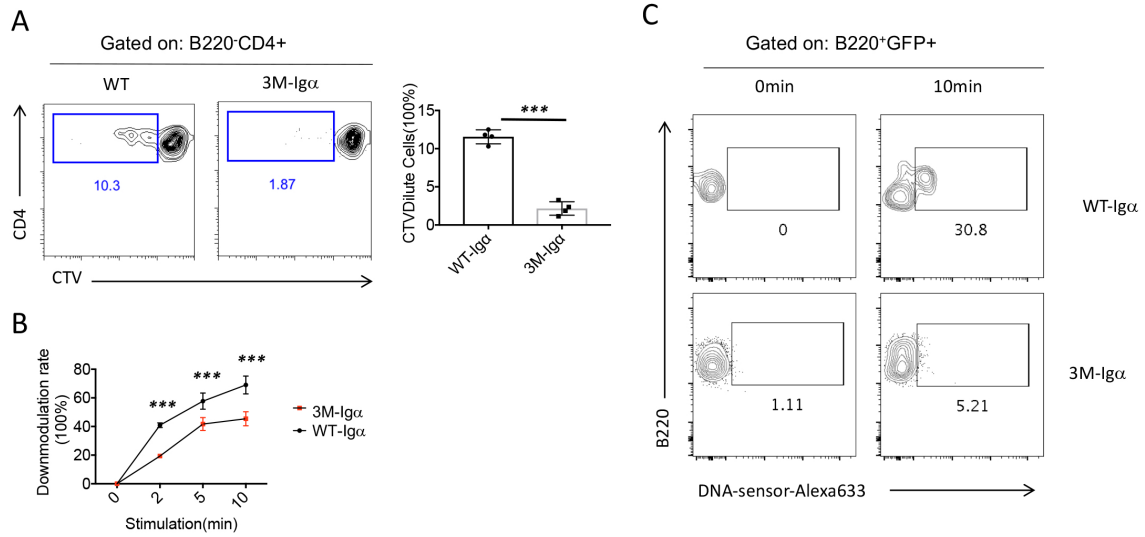 A
Gated on: B220-CD4+
WT
3M-Igα
10.3
1.87
CD4
CTV
CTVDilute Cells(100%)
15
10
5
0
***
WT-Igα
3M-Igα
B
Downmodulation rate
(100%)
80
60
40
20
0
***
***
***
3M-Igα
WT-Igα
0
2
5
10
Stimulation(min)
C
Gated on: B220+GFP+
0min
10min
0
30.8
WT-Igα
1.11
5.21
3M-Igα
B220
DNA-sensor-Alexa633